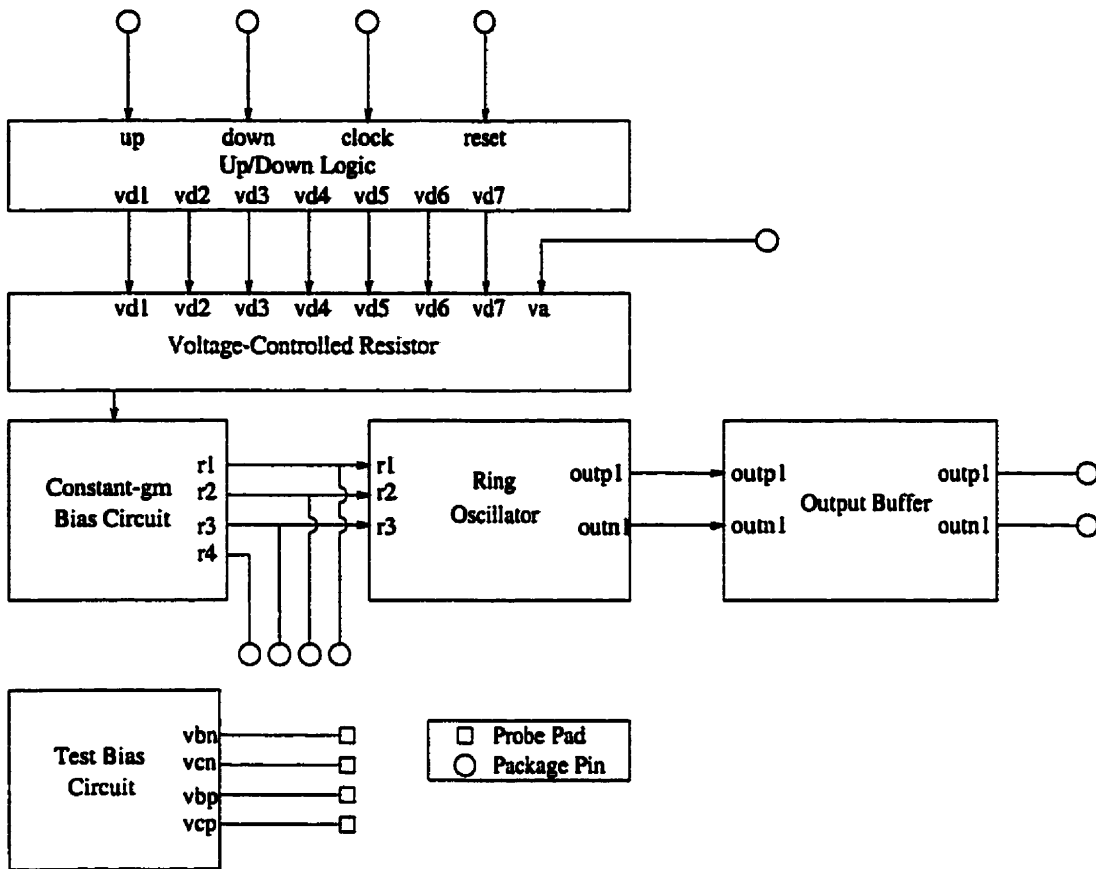 up down clock reset
Up/Down Logic
vd1 vd2 vd3 vd4 vd5 vd6 vd7
vd1 vd2 vd3 vd4 vd5 vd6 vd7 va
Voltage-Controlled Resistor
Constant-gm
Bias Circuit
r1
r2
r3
r4
r1
r2
r3
Ring
Oscillator
outp1
outn1
outp1
outn1
Output Buffer
outp1
outn1
Test Bias
Circuit
vbn
vcn
vbp
vcp
Probe Pad
Package Pin